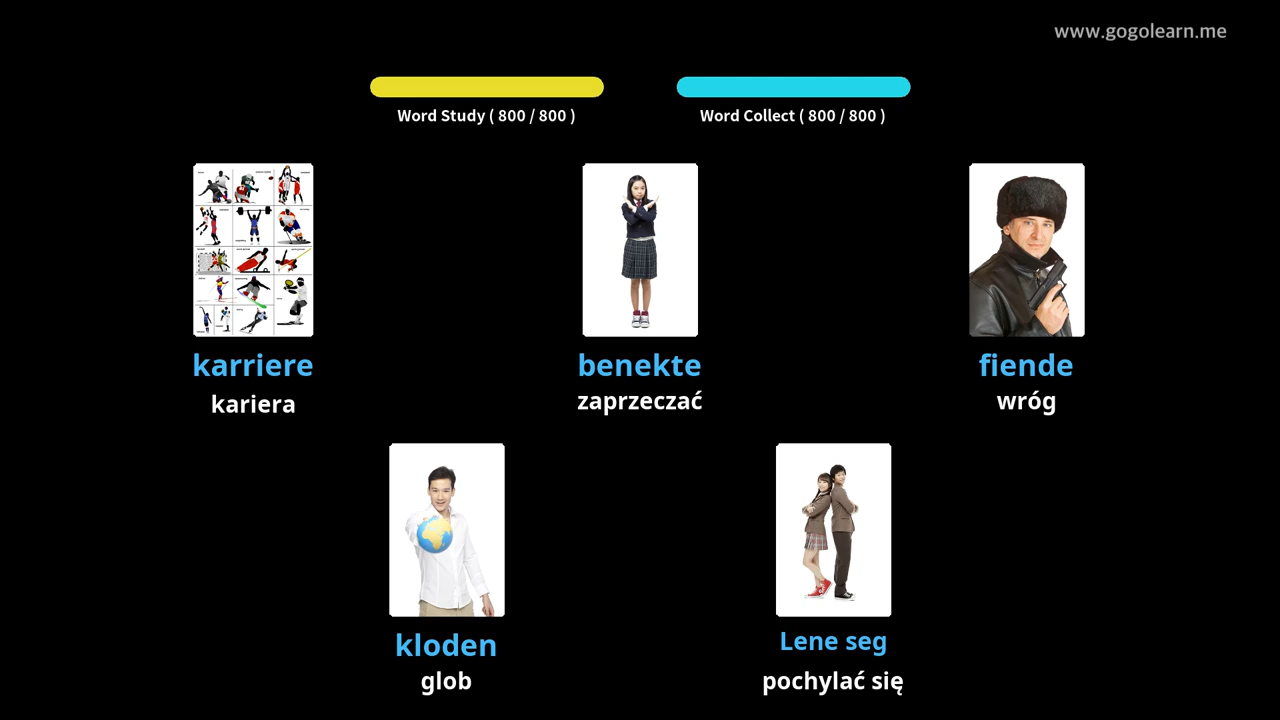 www.gogolearn.me
Word Study ( 800 / 800 )
Word Collect ( 800 / 800 )
karriere
kariera
benekte
zaprzeczać
fiende
wróg
kloden
glob
Lene seg
pochylać się